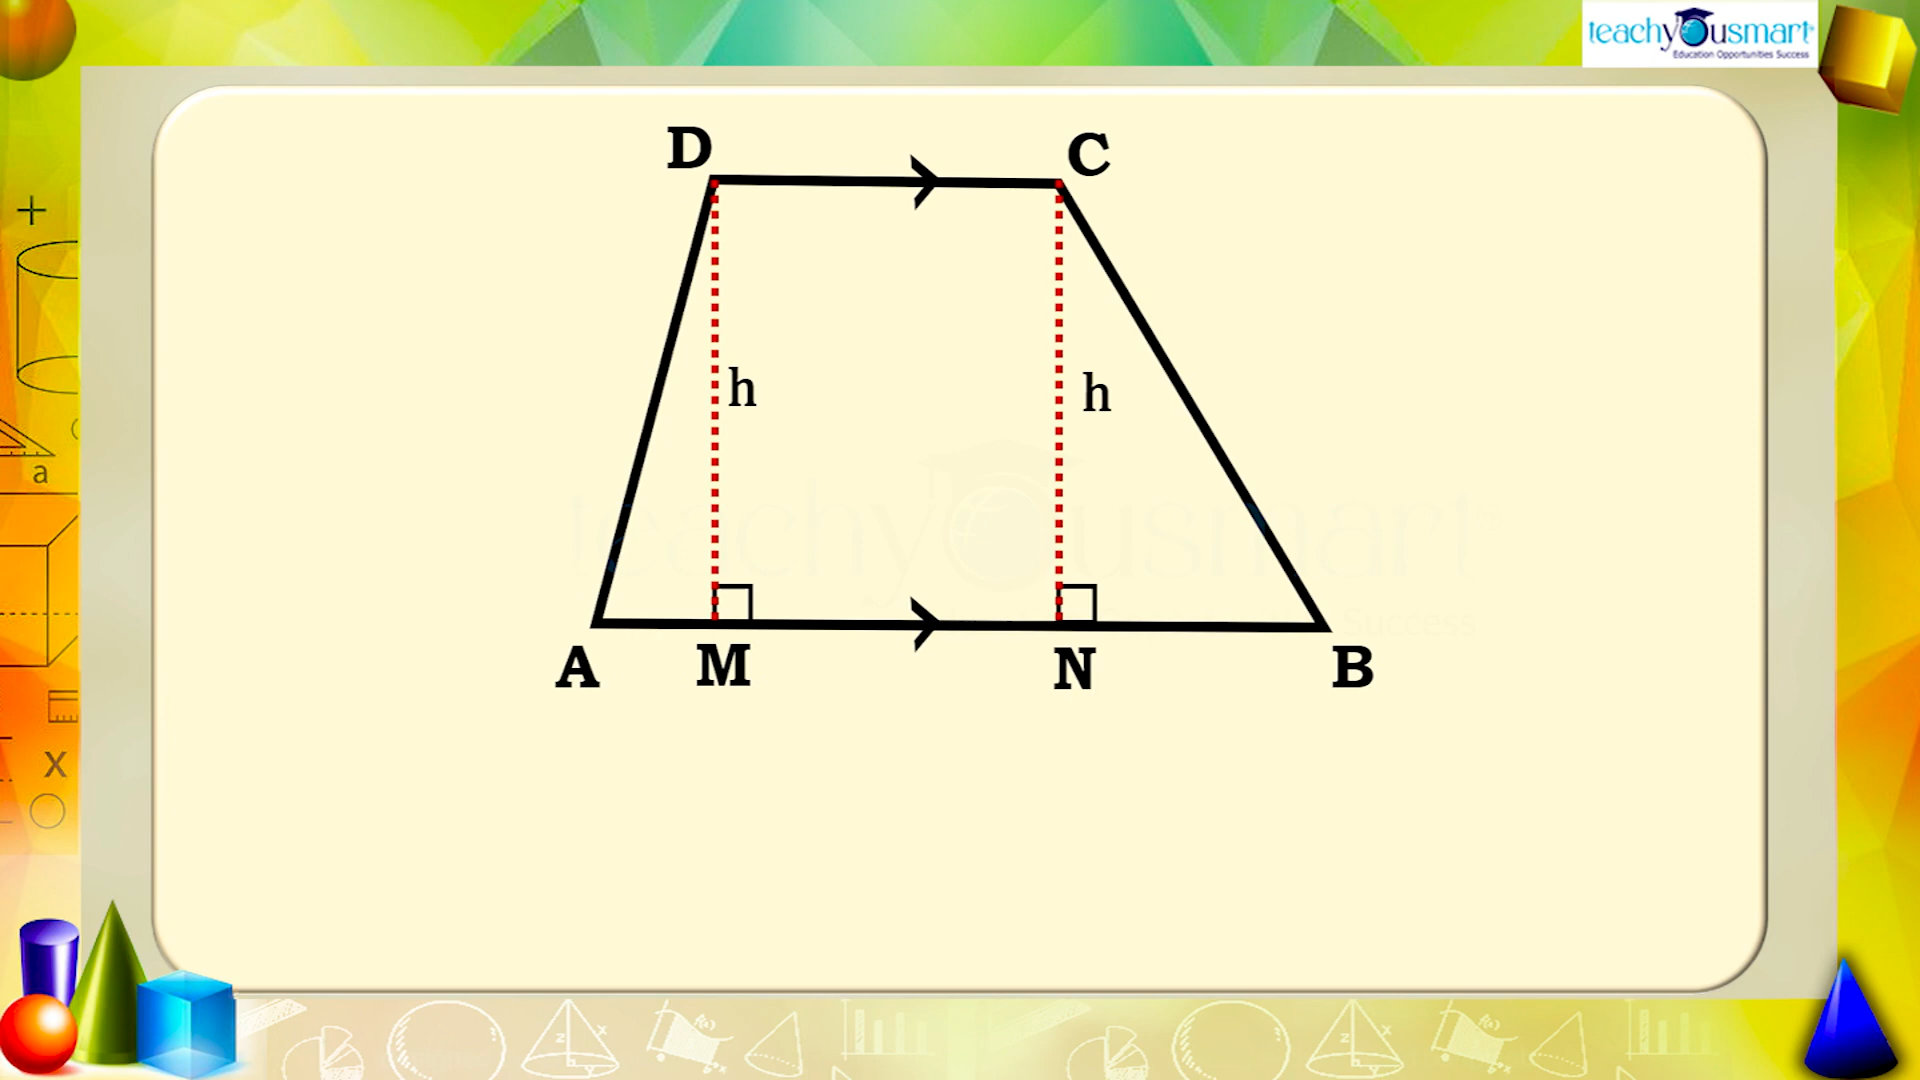 teachyOusmart
Education Opportunities Success
D C
h h
A M N B
+
a
x